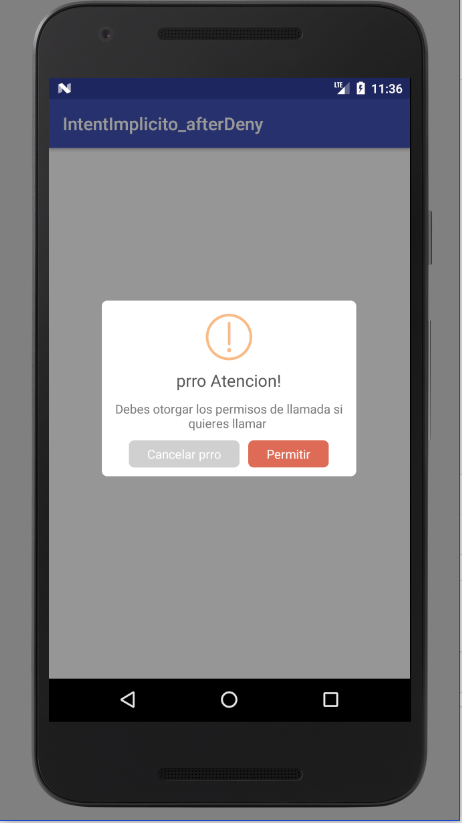 LTE 11:36
IntentImplicito_afterDeny
prro Atencion!
Debes otorgar los permisos de llamada si
quieres llamar
Cancelar prro Permitir